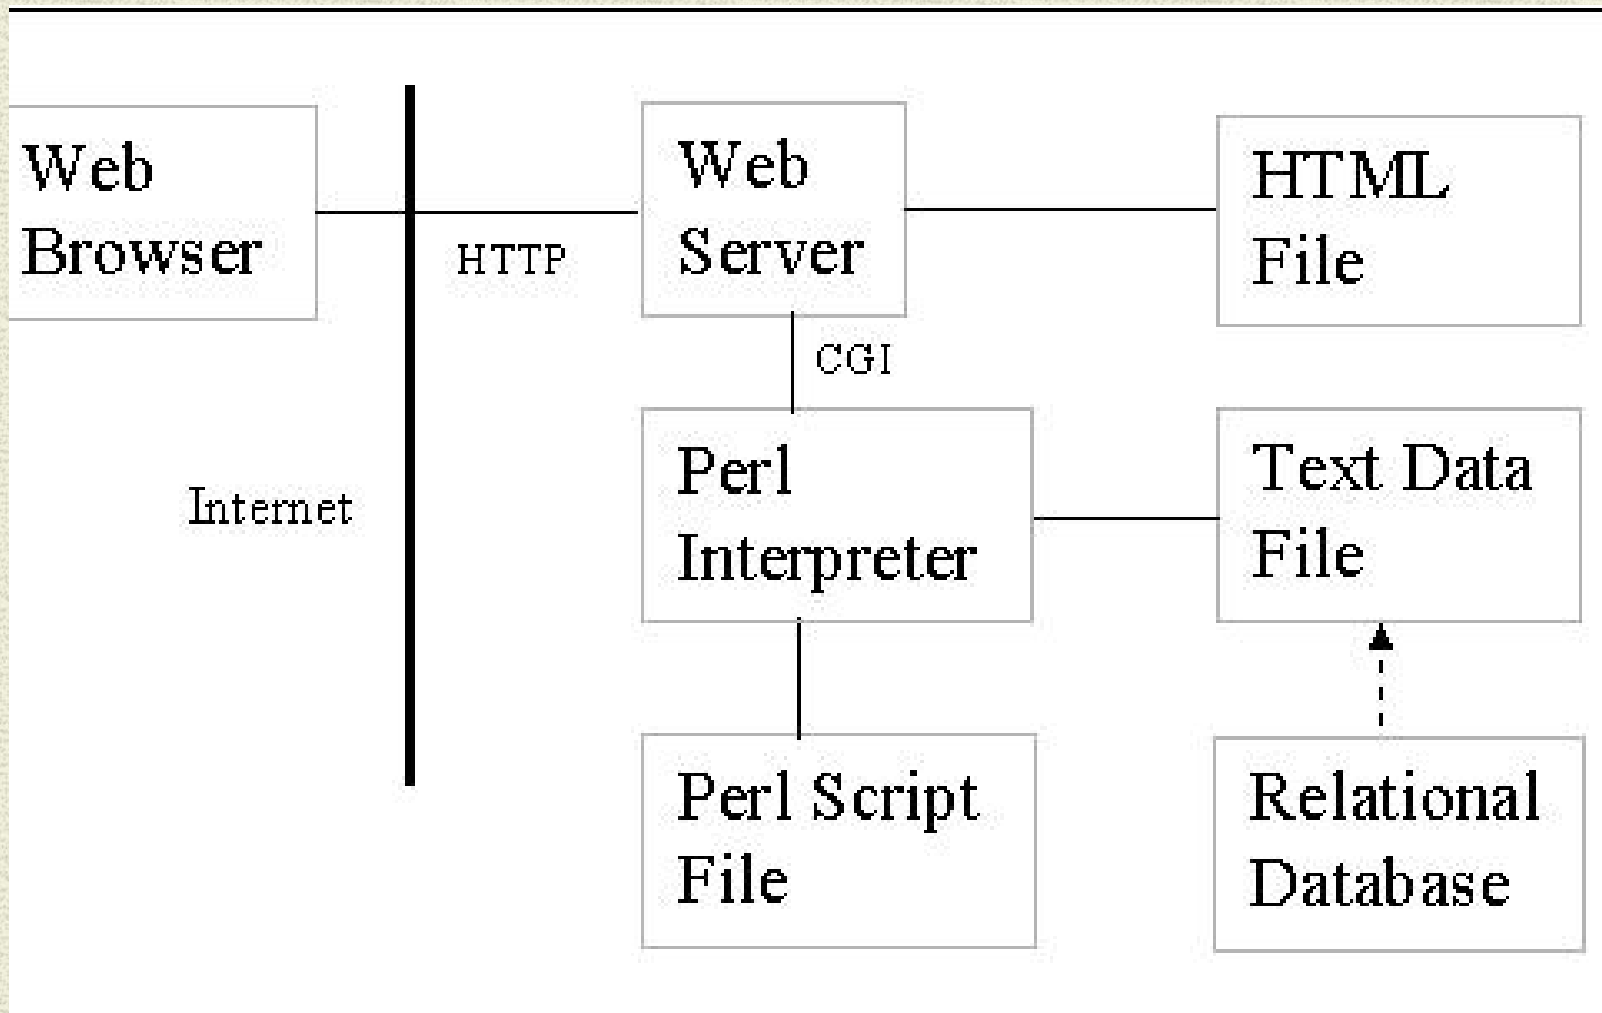 Web
Browser
HTTP
Web
Server
HTML
File
CGI
Internet
Perl
Interpreter
Text Data
File
Perl Script
File
Relational
Database